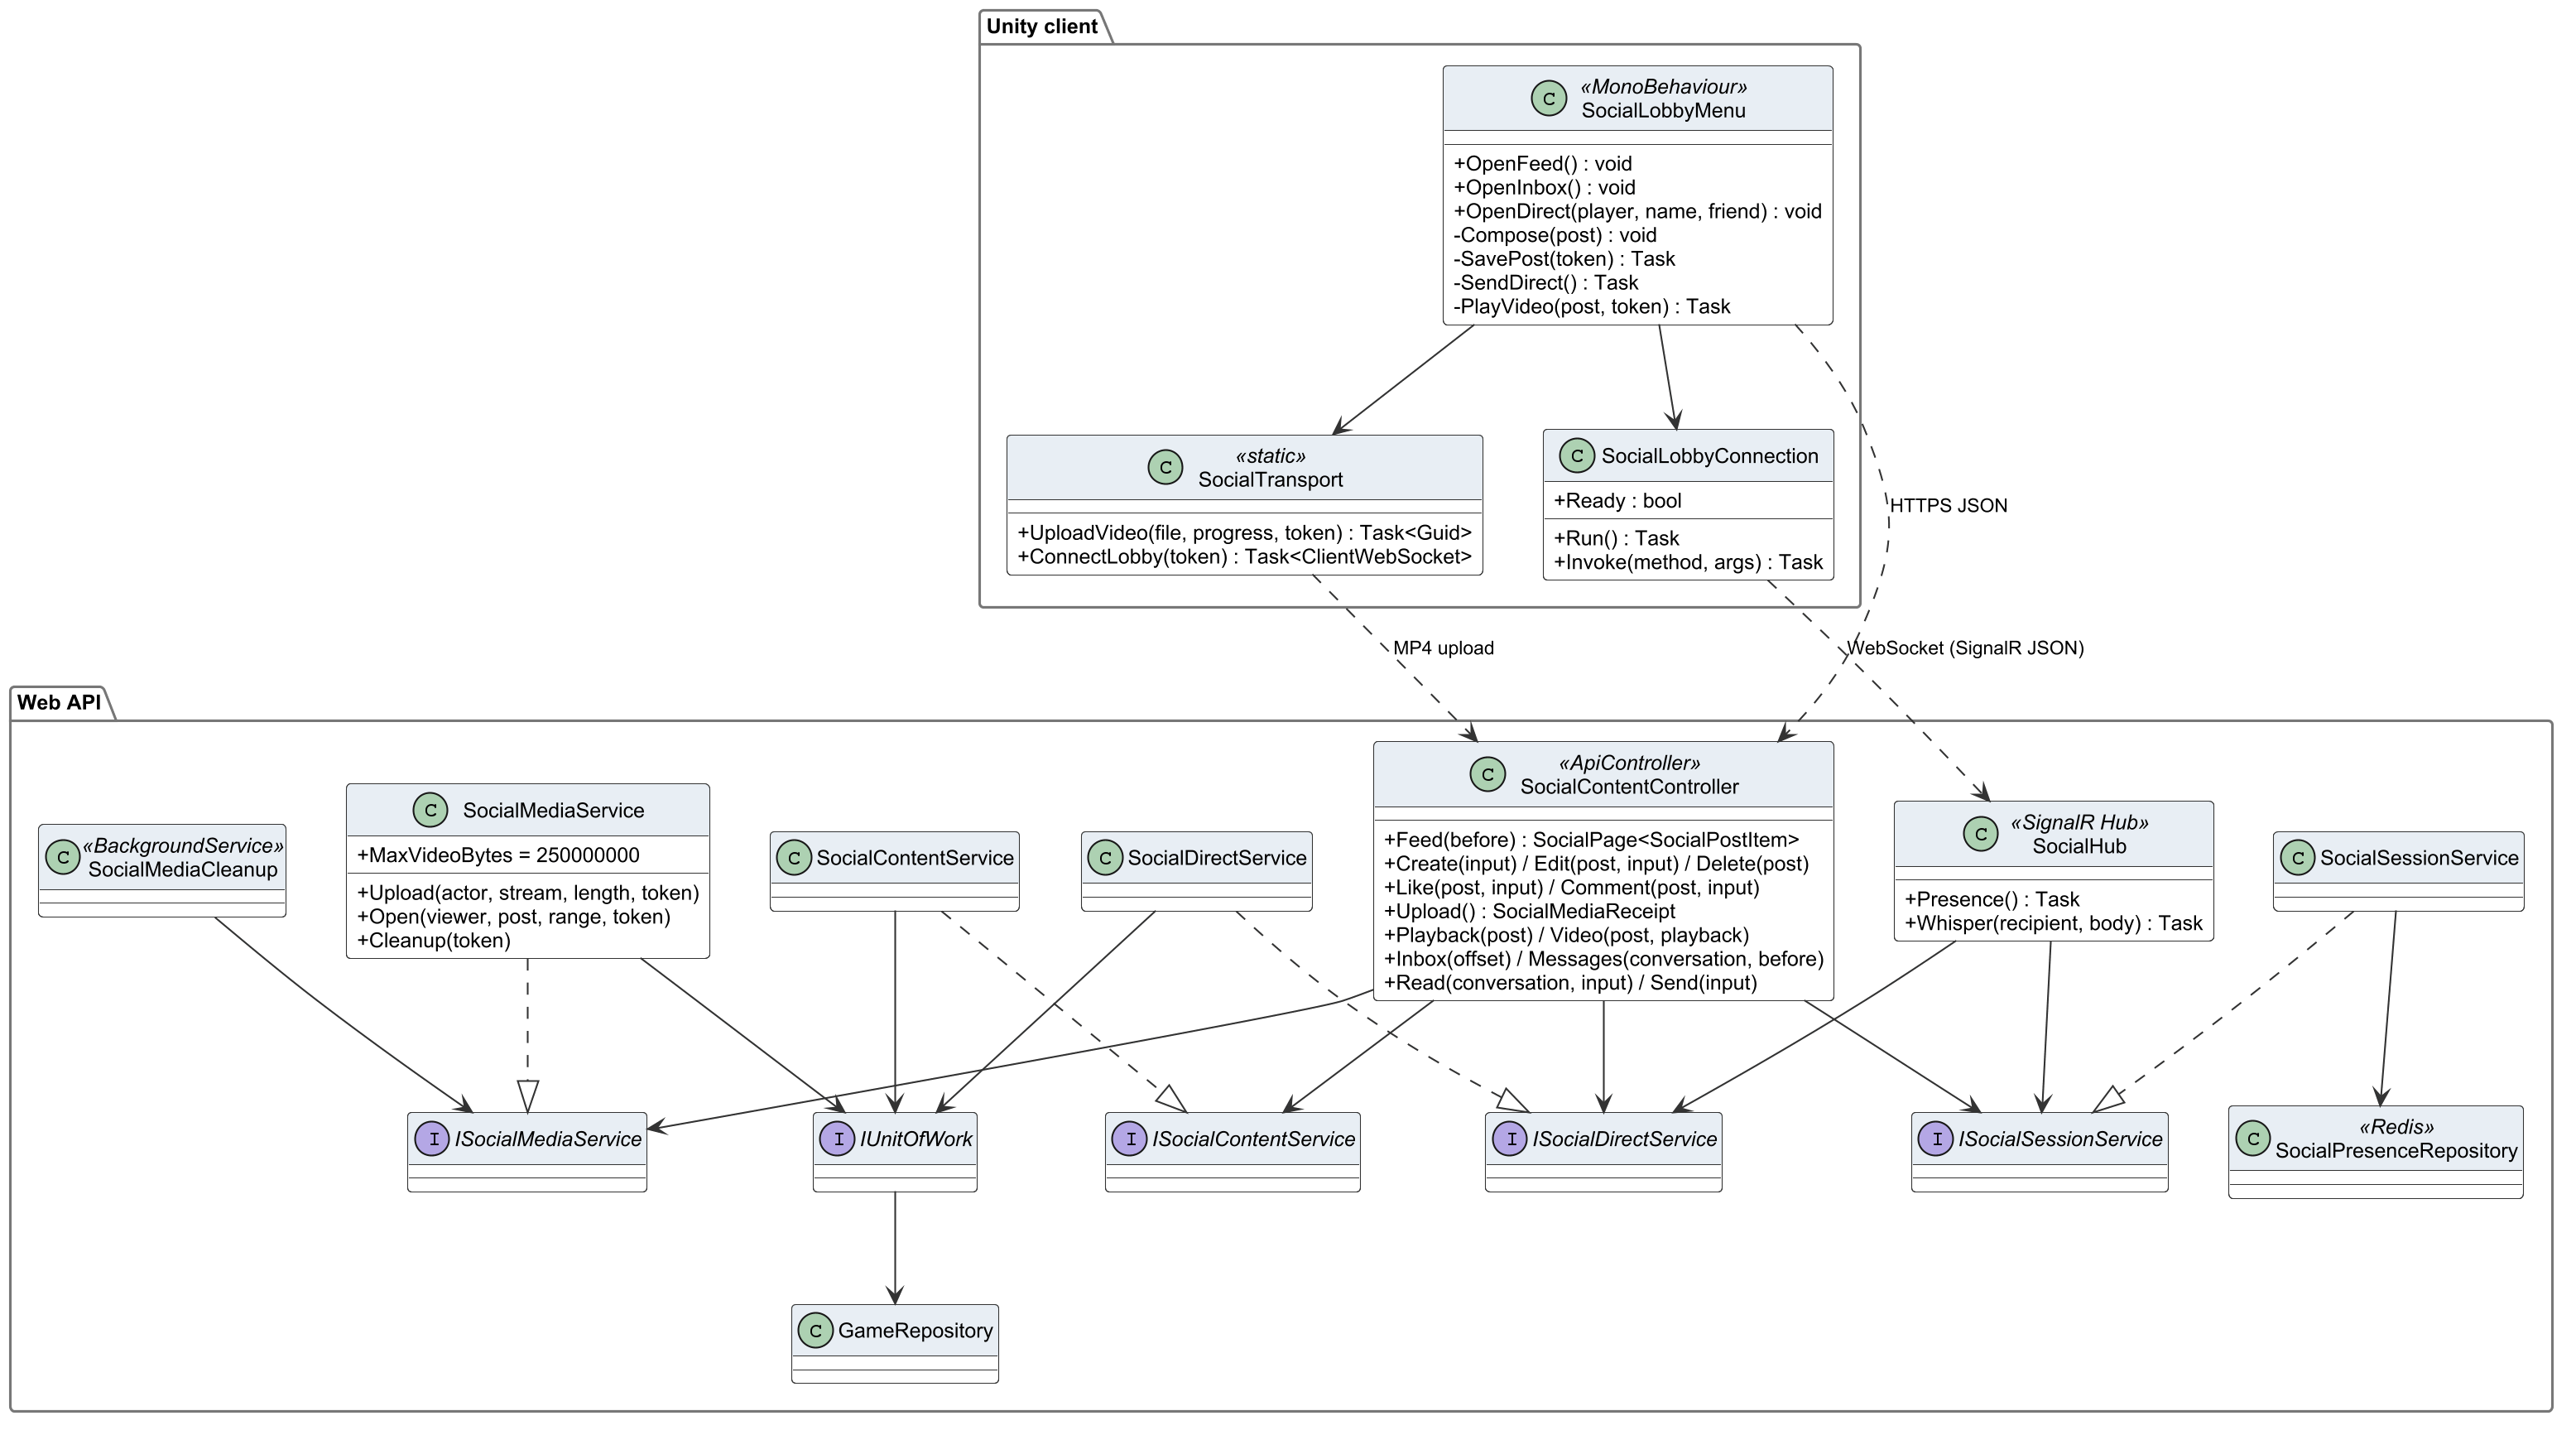 Unity client
«MonoBehaviour»
C
SocialLobbyMenu
+OpenFeed() : void
+OpenInbox() : void
+OpenDirect(player, name, friend) : void
-Compose(post) : void
-SavePost(token) : Task
-SendDirect() : Task
-PlayVideo(post, token) : Task
«static»
C
SocialTransport
+UploadVideo(file, progress, token) : Task<Guid>
+ConnectLobby(token) : Task<ClientWebSocket>
C SocialLobbyConnection
+Ready : bool
+Run() : Task
+Invoke(method, args) : Task
HTTPS JSON
MP4 upload
WebSocket (SignalR JSON)
Web API
«BackgroundService»
C
SocialMediaCleanup
C SocialMediaService
+MaxVideoBytes = 250000000
+Upload(actor, stream, length, token)
+Open(viewer, post, range, token)
+Cleanup(token)
C SocialContentService
C SocialDirectService
«ApiController»
C
SocialContentController
+Feed(before) : SocialPage<SocialPostItem>
+Create(input) / Edit(post, input) / Delete(post)
+Like(post, input) / Comment(post, input)
+Upload() : SocialMediaReceipt
+Playback(post) / Video(post, playback)
+Inbox(offset) / Messages(conversation, before)
+Read(conversation, input) / Send(input)
«SignalR Hub»
C
SocialHub
+Presence() : Task
+Whisper(recipient, body) : Task
C SocialSessionService
I ISocialMediaService
I IUnitOfWork
I ISocialContentService
I ISocialDirectService
I ISocialSessionService
«Redis»
C
SocialPresenceRepository
C GameRepository